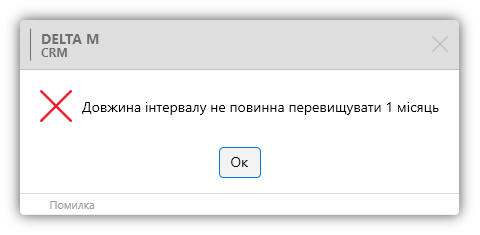 DELTA M
CRM
Довжина інтервалу не повинна перевищувати 1 місяць
Ок
Помилка